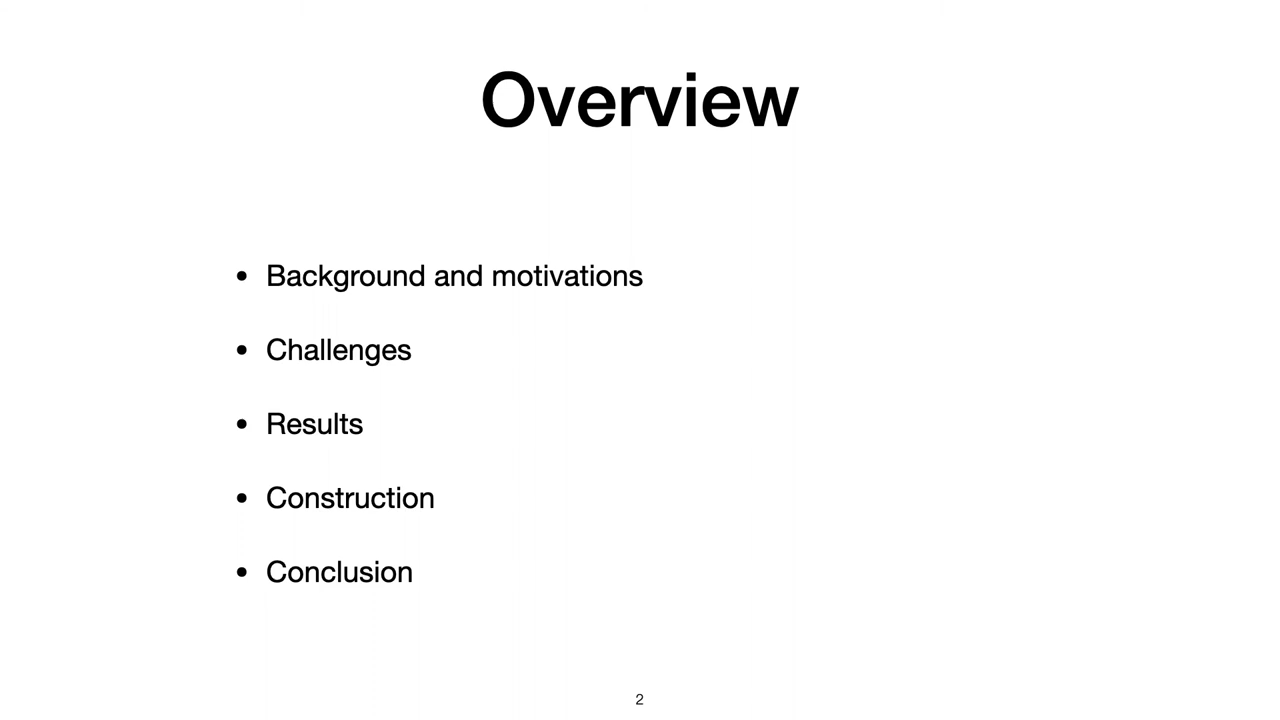 Overview
• Background and motivations
• Challenges
• Results
• Construction
• Conclusion
2